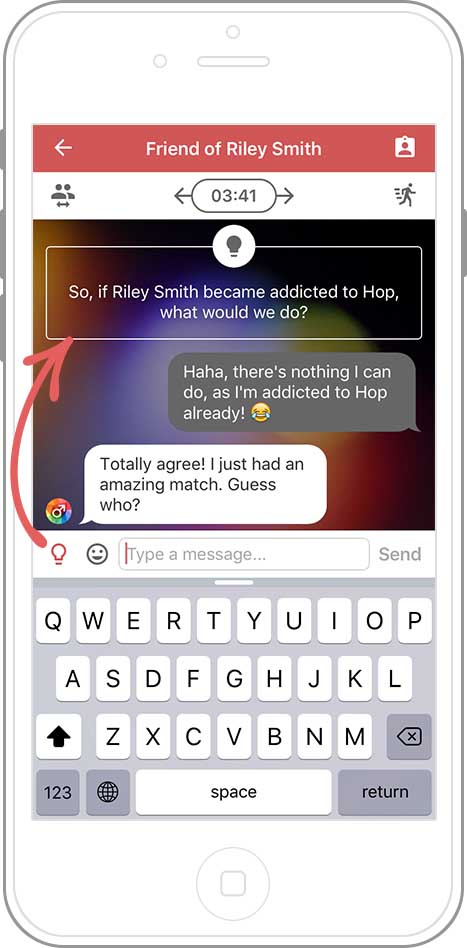 Friend of Riley Smith
03:41
So, if Riley Smith became addicted to Hop,
what would we do?
Haha, there's nothing I can
do, as I'm addicted to Hop
already! 😂
Totally agree! I just had an
amazing match. Guess
who?
Type a message...
Send
Q W E R T Y U I O P
A S D F G H J K L
Z X C V B N M
123 space return